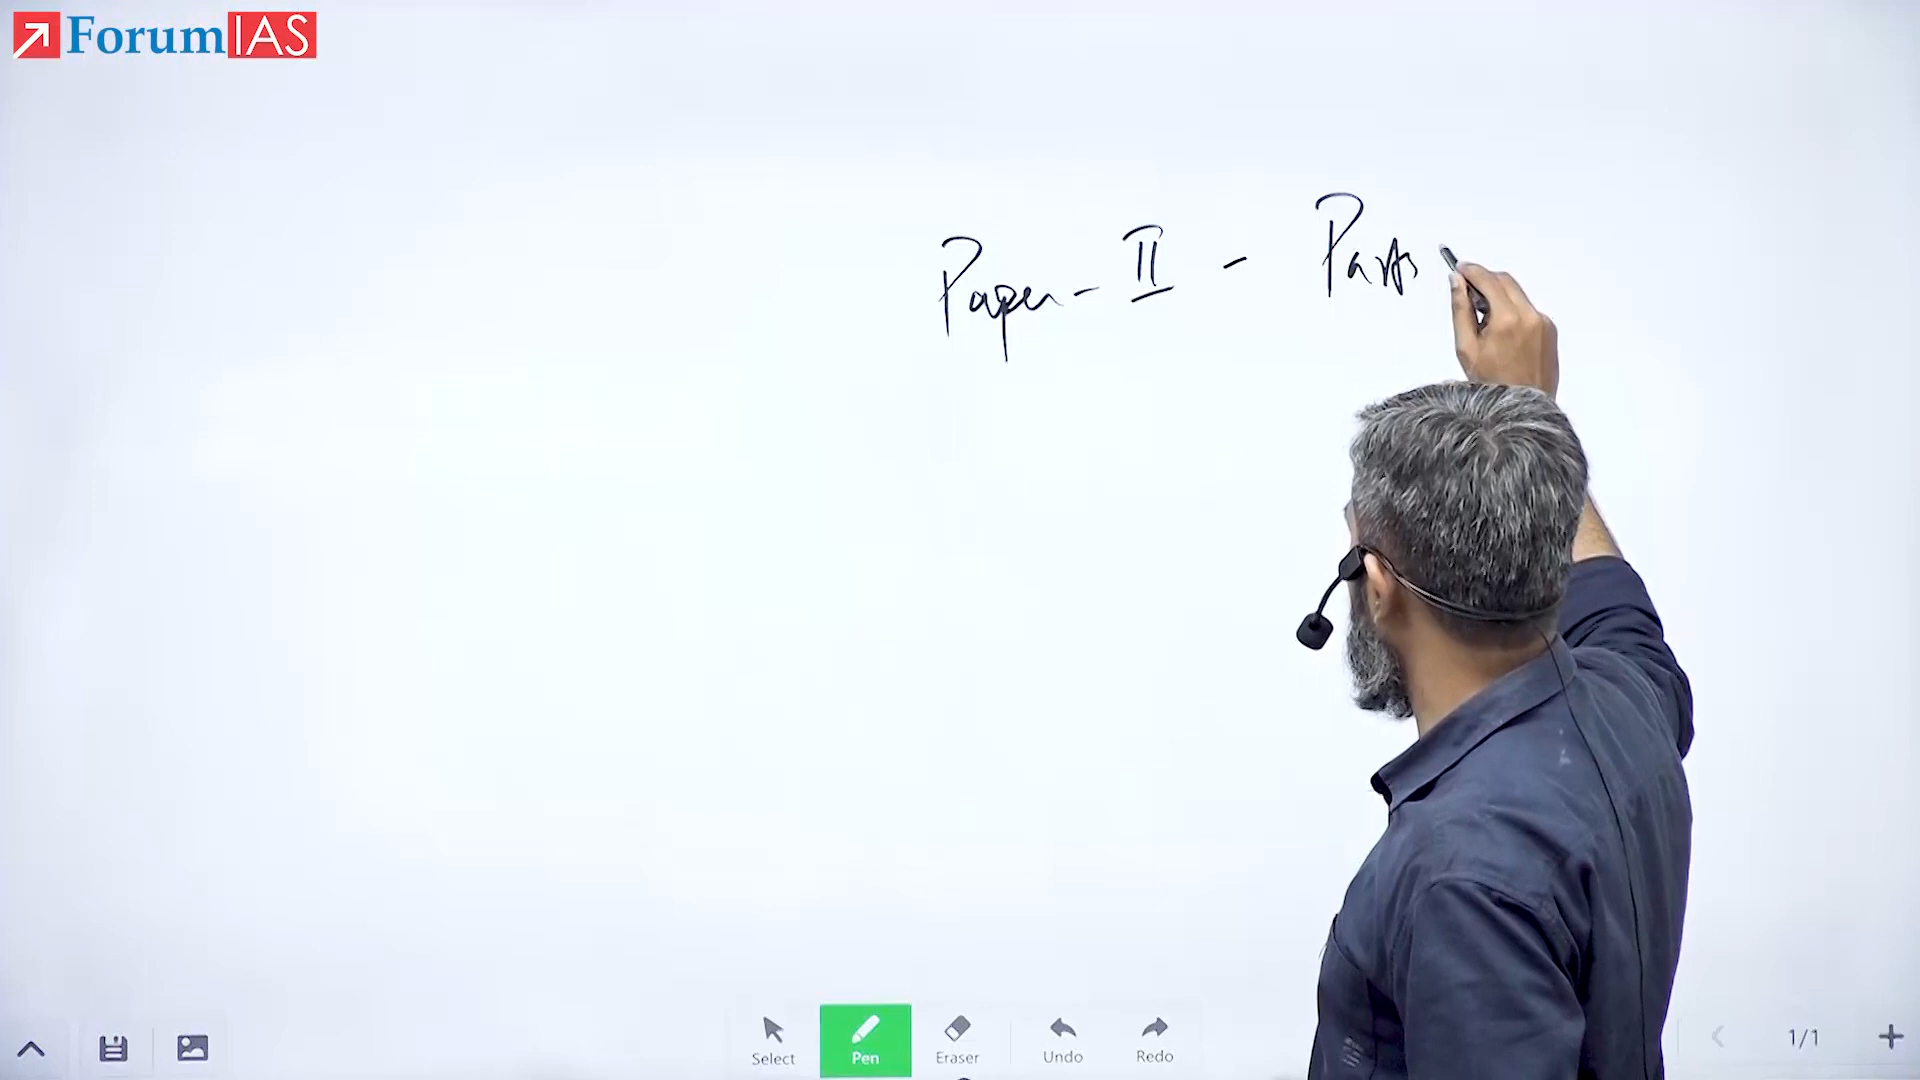 ForumIAS
Paper - II - Parts
Select
Pen
Eraser
Undo
Redo
1/1